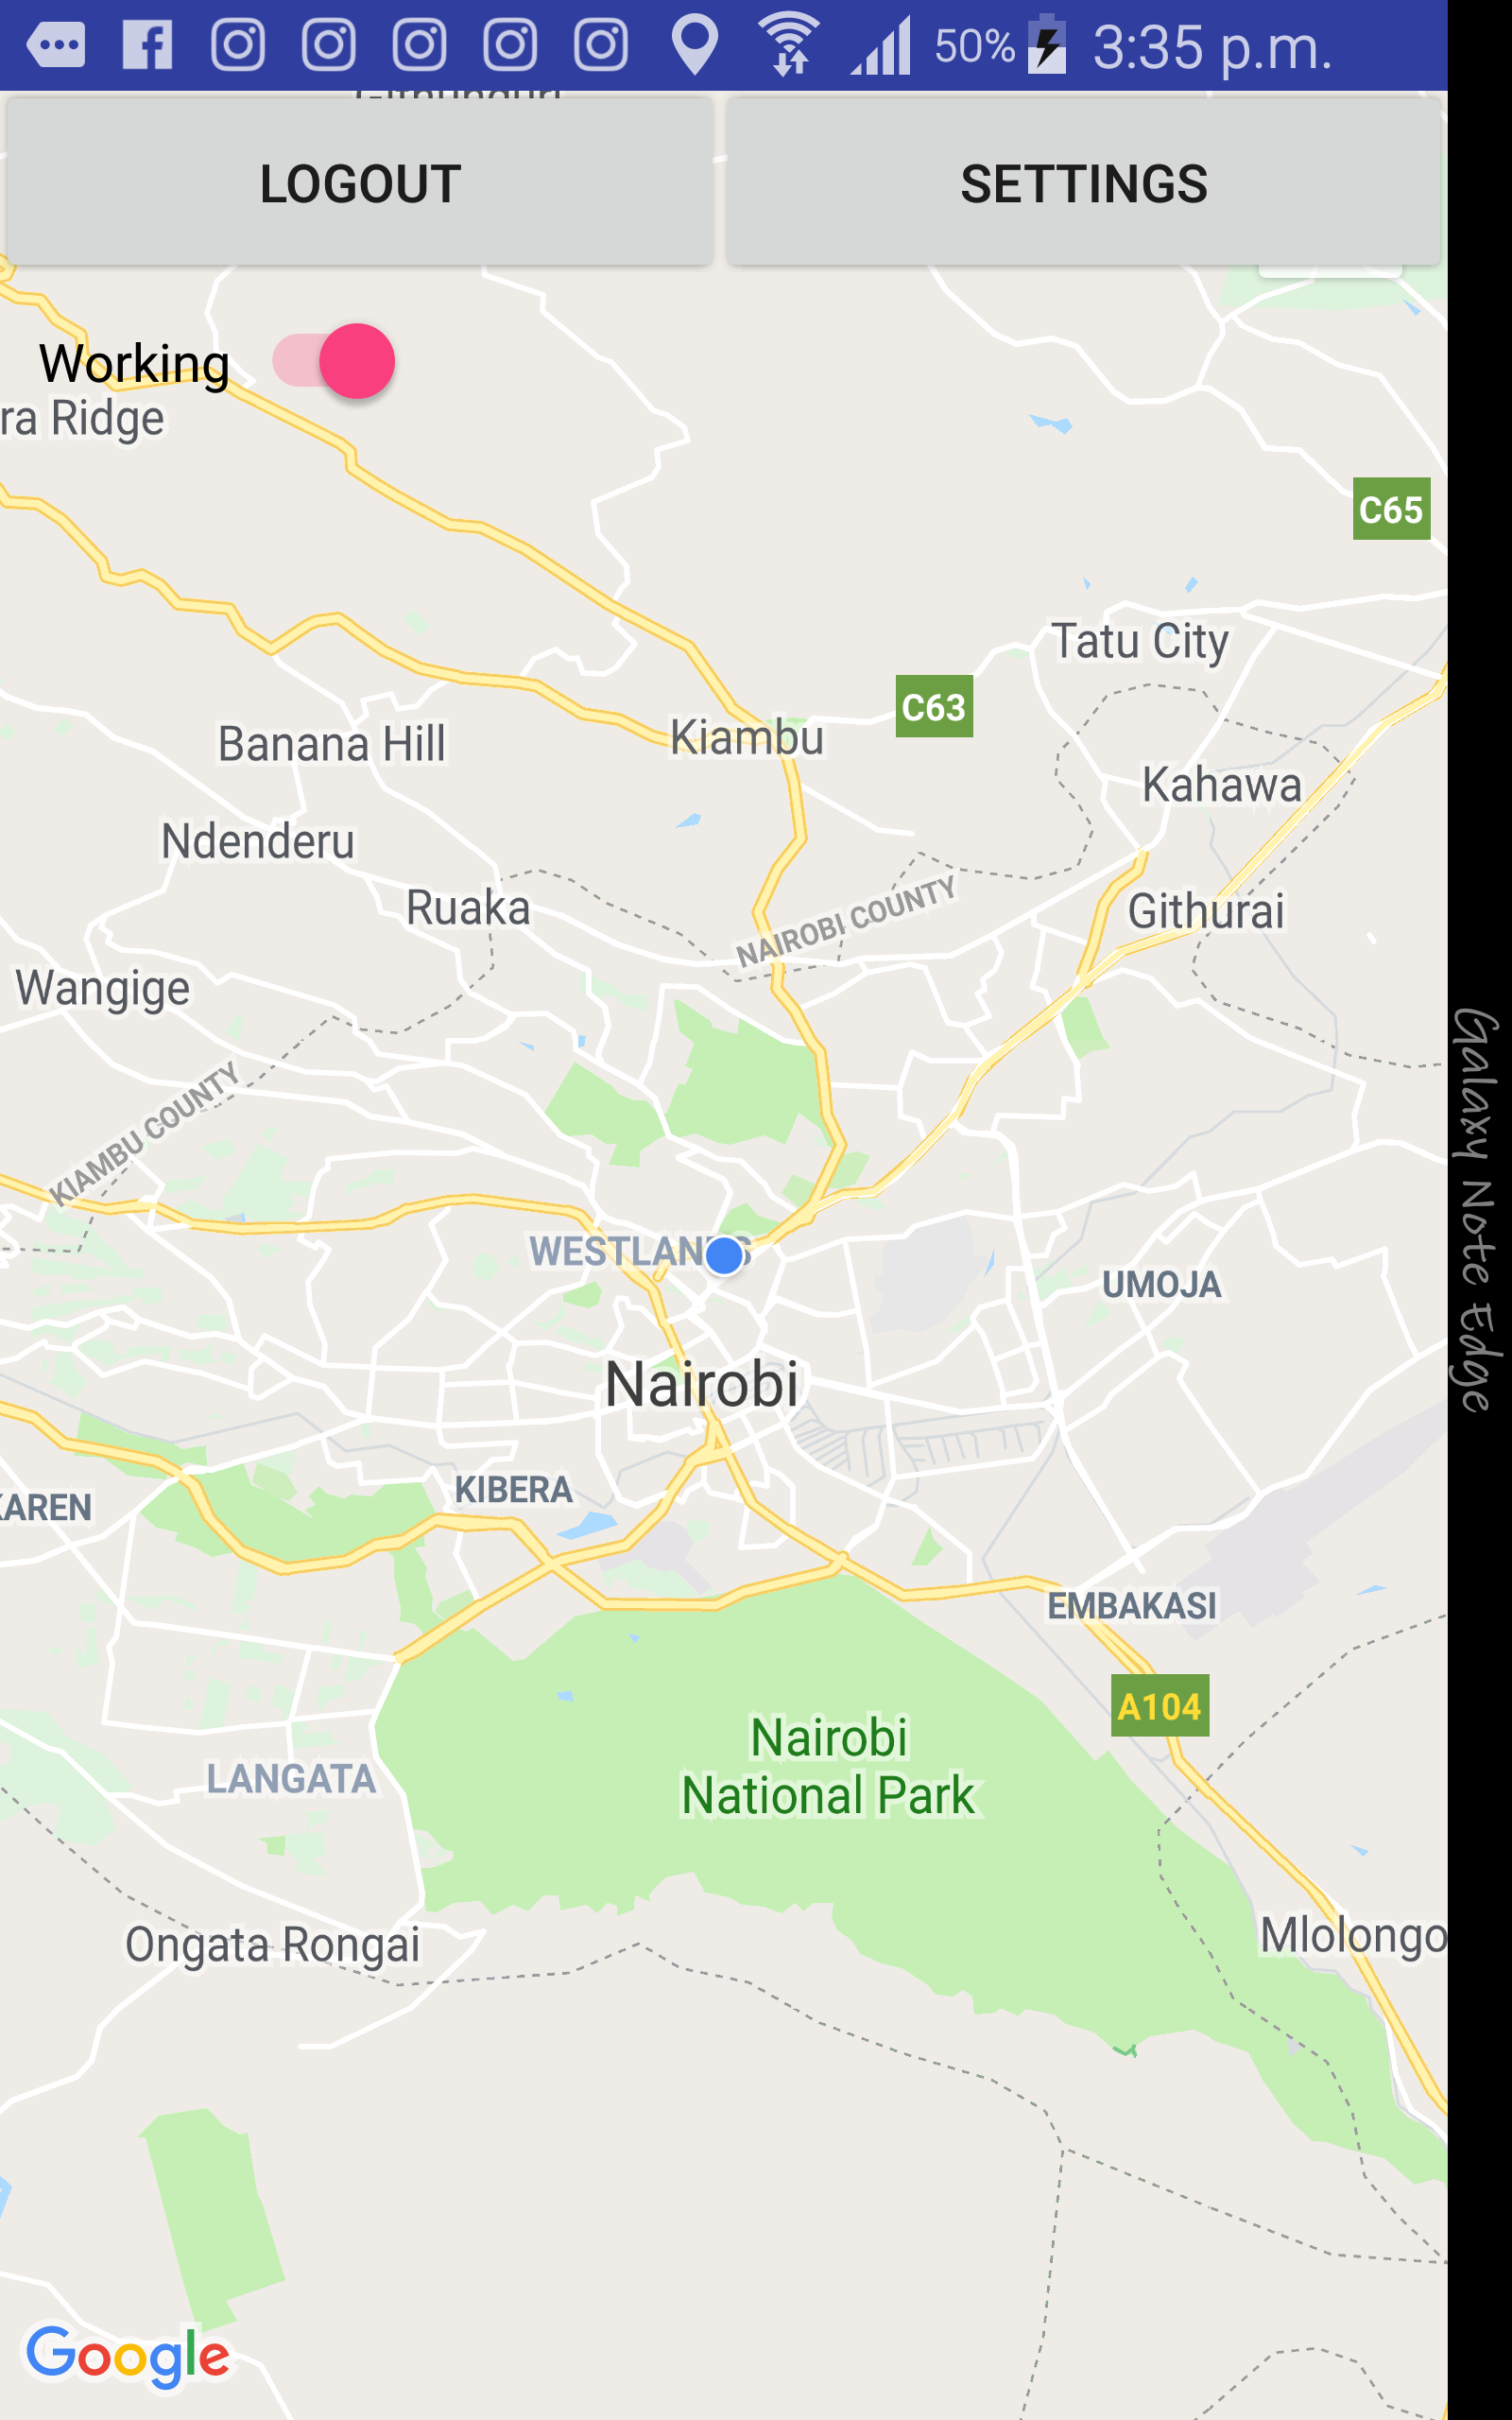 50% 3:35 p.m.
LOGOUT
SETTINGS
Working
ra Ridge
C65
Tatu City
C63
Kiambu
Banana Hill
Kahawa
Ndenderu
Ruaka
Githurai
NAIROBI COUNTY
Wangige
KIAMBU COUNTY
Galaxy Note Edge
WESTLANDS
UMOJA
Nairobi
KIBERA
KAREN
EMBAKASI
A104
Nairobi
National Park
LANGATA
Mlolongo
Ongata Rongai
Google